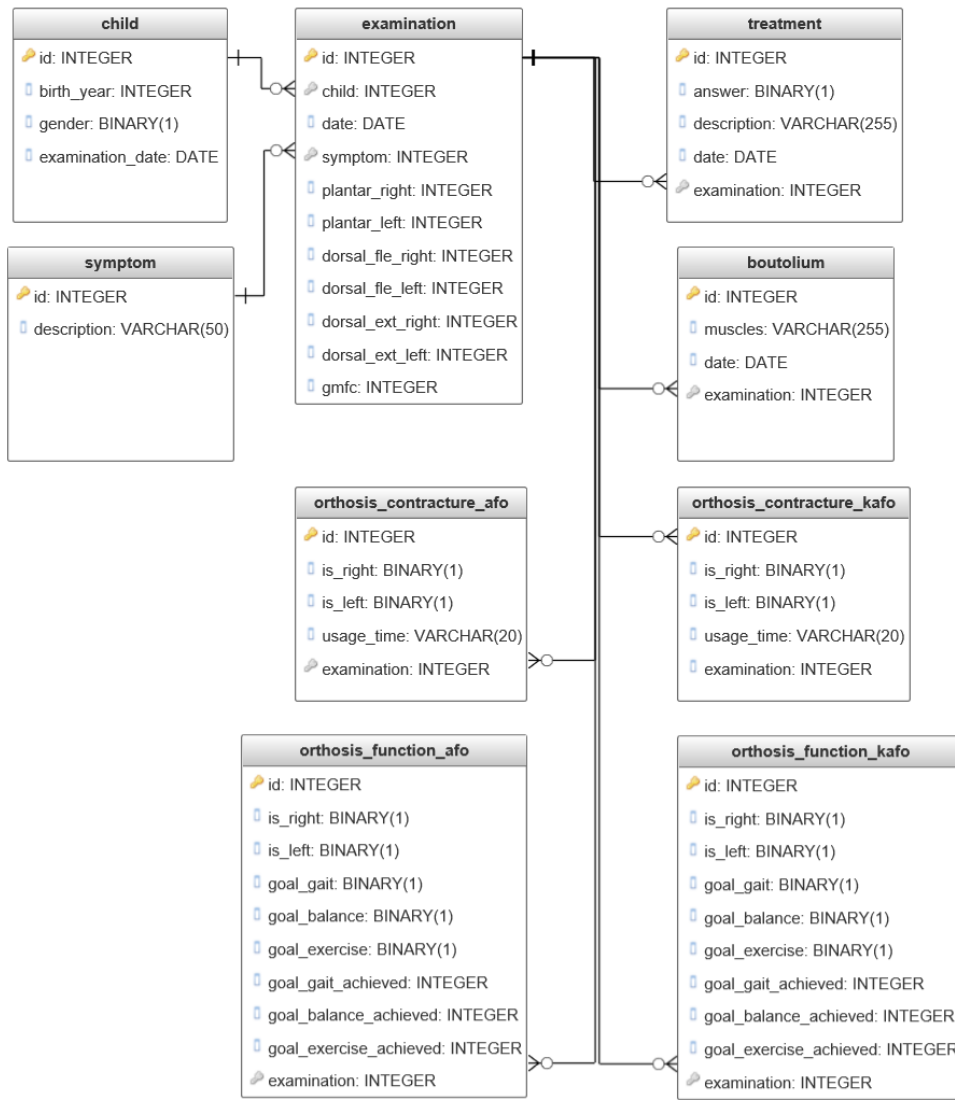 child
id: INTEGER
birth_year: INTEGER
gender: BINARY(1)
examination_date: DATE
examination
id: INTEGER
child: INTEGER
date: DATE
symptom: INTEGER
plantar_right: INTEGER
plantar_left: INTEGER
dorsal_fle_right: INTEGER
dorsal_fle_left: INTEGER
dorsal_ext_right: INTEGER
dorsal_ext_left: INTEGER
gmfc: INTEGER
treatment
id: INTEGER
answer: BINARY(1)
description: VARCHAR(255)
date: DATE
examination: INTEGER
symptom
id: INTEGER
description: VARCHAR(50)
boutolium
id: INTEGER
muscles: VARCHAR(255)
date: DATE
examination: INTEGER
orthosis_contracture_afo
id: INTEGER
is_right: BINARY(1)
is_left: BINARY(1)
usage_time: VARCHAR(20)
examination: INTEGER
orthosis_contracture_kafo
id: INTEGER
is_right: BINARY(1)
is_left: BINARY(1)
usage_time: VARCHAR(20)
examination: INTEGER
orthosis_function_afo
id: INTEGER
is_right: BINARY(1)
is_left: BINARY(1)
goal_gait: BINARY(1)
goal_balance: BINARY(1)
goal_exercise: BINARY(1)
goal_gait_achieved: INTEGER
goal_balance_achieved: INTEGER
goal_exercise_achieved: INTEGER
examination: INTEGER
orthosis_function_kafo
id: INTEGER
is_right: BINARY(1)
is_left: BINARY(1)
goal_gait: BINARY(1)
goal_balance: BINARY(1)
goal_exercise: BINARY(1)
goal_gait_achieved: INTEGER
goal_balance_achieved: INTEGER
goal_exercise_achieved: INTEGER
examination: INTEGER